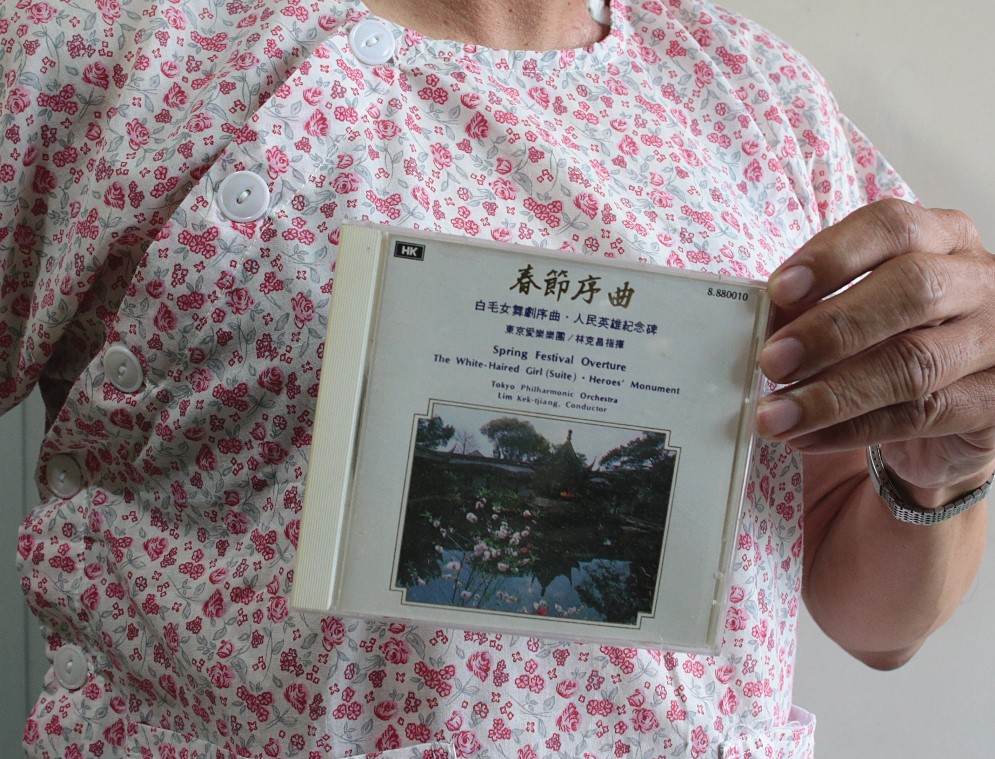 HK
8.880010
春節序曲
白毛女舞劇序曲·人民英雄紀念碑
東京愛樂樂團/林克昌指揮
Spring Festival Overture
The White-Haired Girl (Suite) · Heroes' Monument
Tokyo Philharmonic Orchestra
Lim Kek-tjiang, Conductor